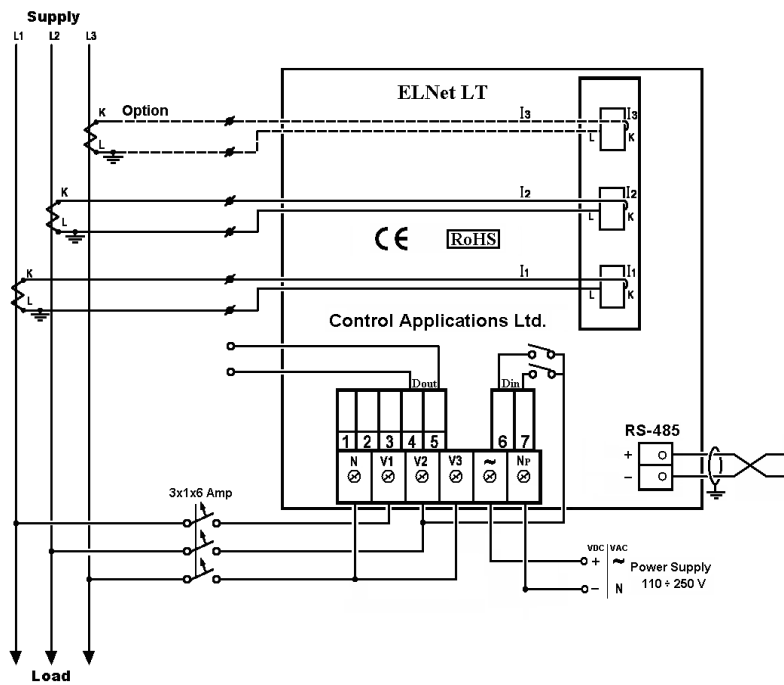 Supply
L1 L2 L3
K Option
L
ELNet LT
I3 I3
L K
K
L
I2 I2
L K
CE RoHS
K
L
I1 I1
L K
Control Applications Ltd.
Dout Din
1 2 3 4 5 6 7
N V1 V2 V3 ~ NP
RS-485
+
−
3x1x6 Amp
VDC VAC
+ ~ Power Supply
− N 110 ÷ 250 V
Load